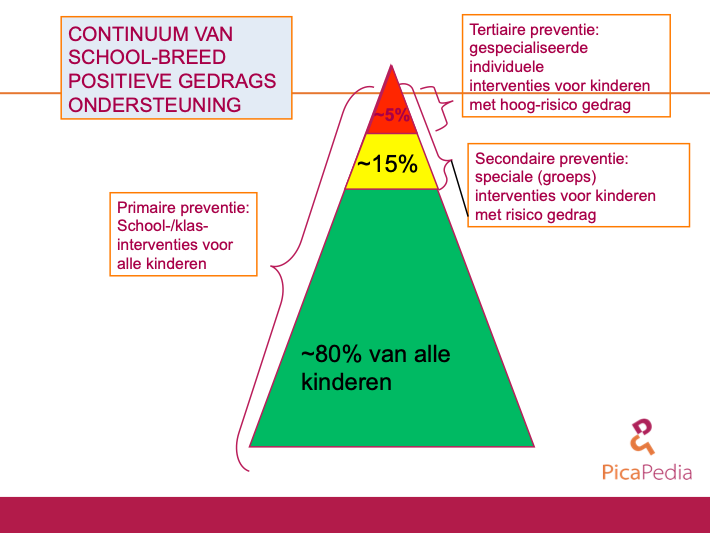 CONTINUUM VAN
SCHOOL-BREED
POSITIEVE GEDRAGS
ONDERSTEUNING
Tertiaire preventie:
gespecialiseerde
individuele
interventies voor kinderen
met hoog-risico gedrag
~5%
~15%
Secondaire preventie:
speciale (groeps)
interventies voor kinderen
met risico gedrag
Primaire preventie:
School-/klas-
interventies voor
alle kinderen
~80% van alle
kinderen
PicaPedia